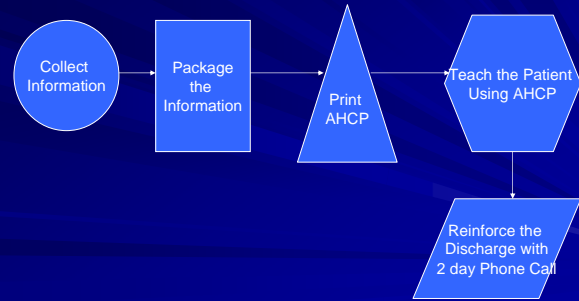 Collect
Information
Package
the
Information
Print
AHCP
Teach the Patient
Using AHCP
Reinforce the
Discharge with
2 day Phone Call